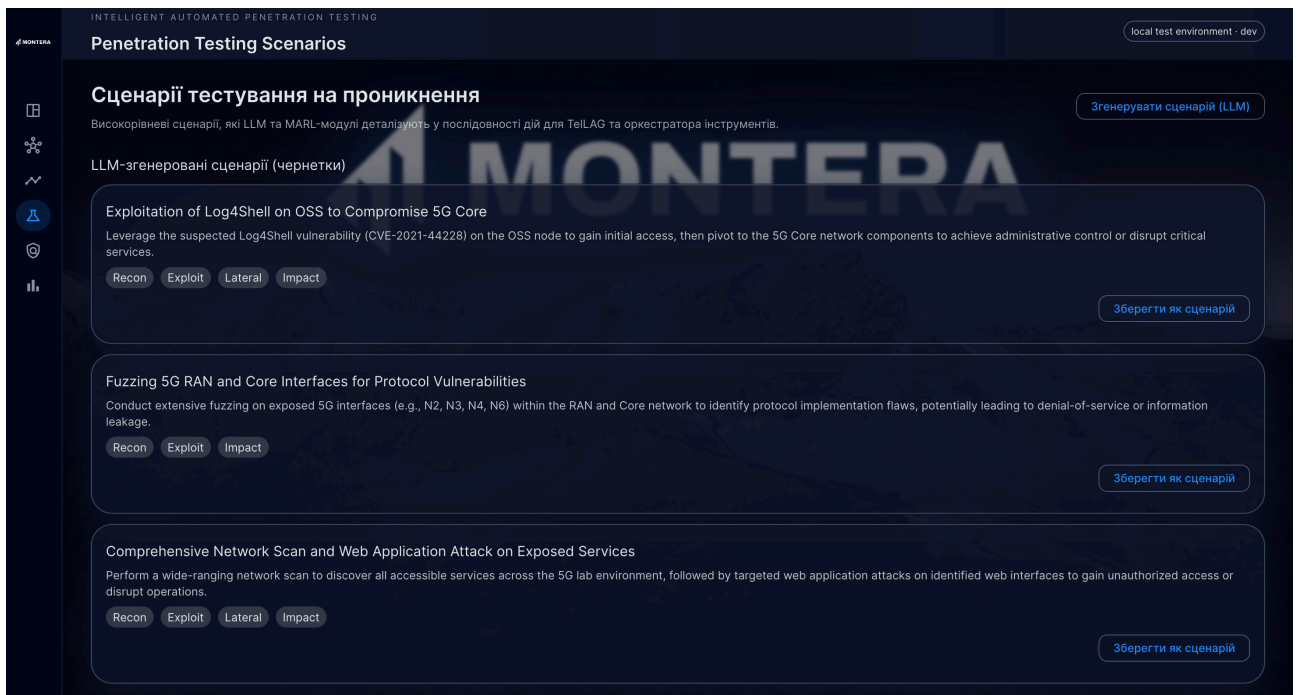 MONTERA
INTELLIGENT AUTOMATED PENETRATION TESTING
Penetration Testing Scenarios
local test environment · dev
Сценарії тестування на проникнення
Високорівневі сценарії, які LLM та MARL-модулі деталізують у послідовності дій для TelLAG та оркестратора інструментів.
Згенерувати сценарій (LLM)
MONTERA
LLM-згенеровані сценарії (чернетки)
Exploitation of Log4Shell on OSS to Compromise 5G Core
Leverage the suspected Log4Shell vulnerability (CVE-2021-44228) on the OSS node to gain initial access, then pivot to the 5G Core network components to achieve administrative control or disrupt critical
services.
Recon Exploit Lateral Impact
Зберегти як сценарій
Fuzzing 5G RAN and Core Interfaces for Protocol Vulnerabilities
Conduct extensive fuzzing on exposed 5G interfaces (e.g., N2, N3, N4, N6) within the RAN and Core network to identify protocol implementation flaws, potentially leading to denial-of-service or information
leakage.
Recon Exploit Impact
Зберегти як сценарій
Comprehensive Network Scan and Web Application Attack on Exposed Services
Perform a wide-ranging network scan to discover all accessible services across the 5G lab environment, followed by targeted web application attacks on identified web interfaces to gain unauthorized access or
disrupt operations.
Recon Exploit Lateral Impact
Зберегти як сценарій